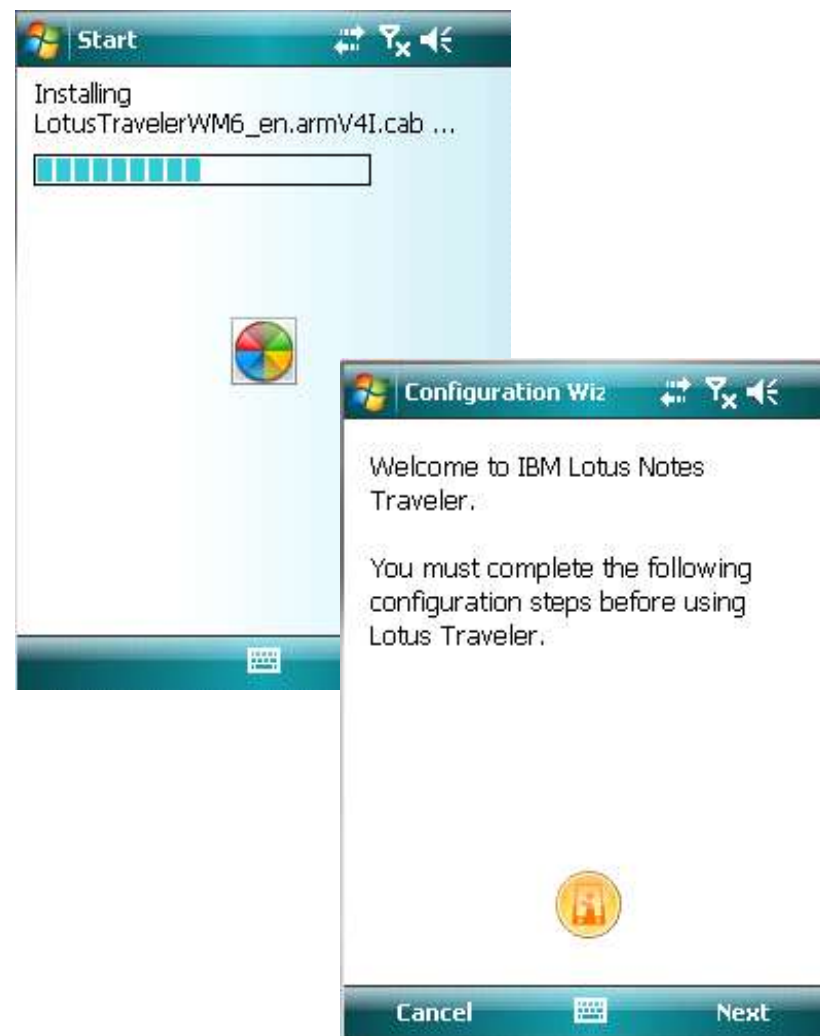 Start
Installing
LotusTravelerWM6_en.armV4I.cab ...
Configuration Wiz
Welcome to IBM Lotus Notes
Traveler.
You must complete the following
configuration steps before using
Lotus Traveler.
Cancel
Next